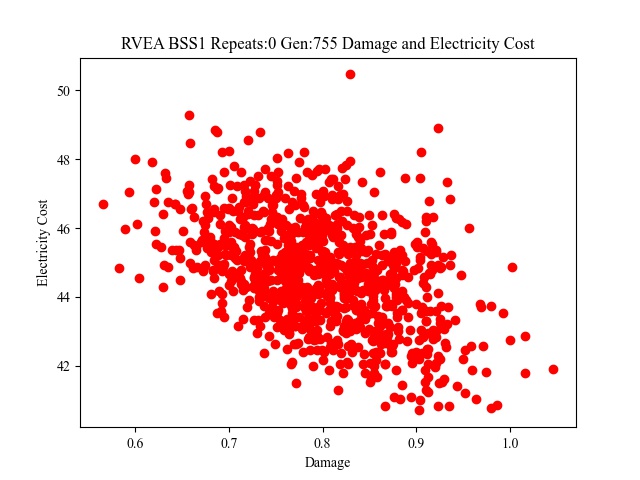 RVEA BSS1 Repeats:0 Gen:755 Damage and Electricity Cost
50
48
46
44
42
Electricity Cost
0.6 0.7 0.8 0.9 1.0
Damage